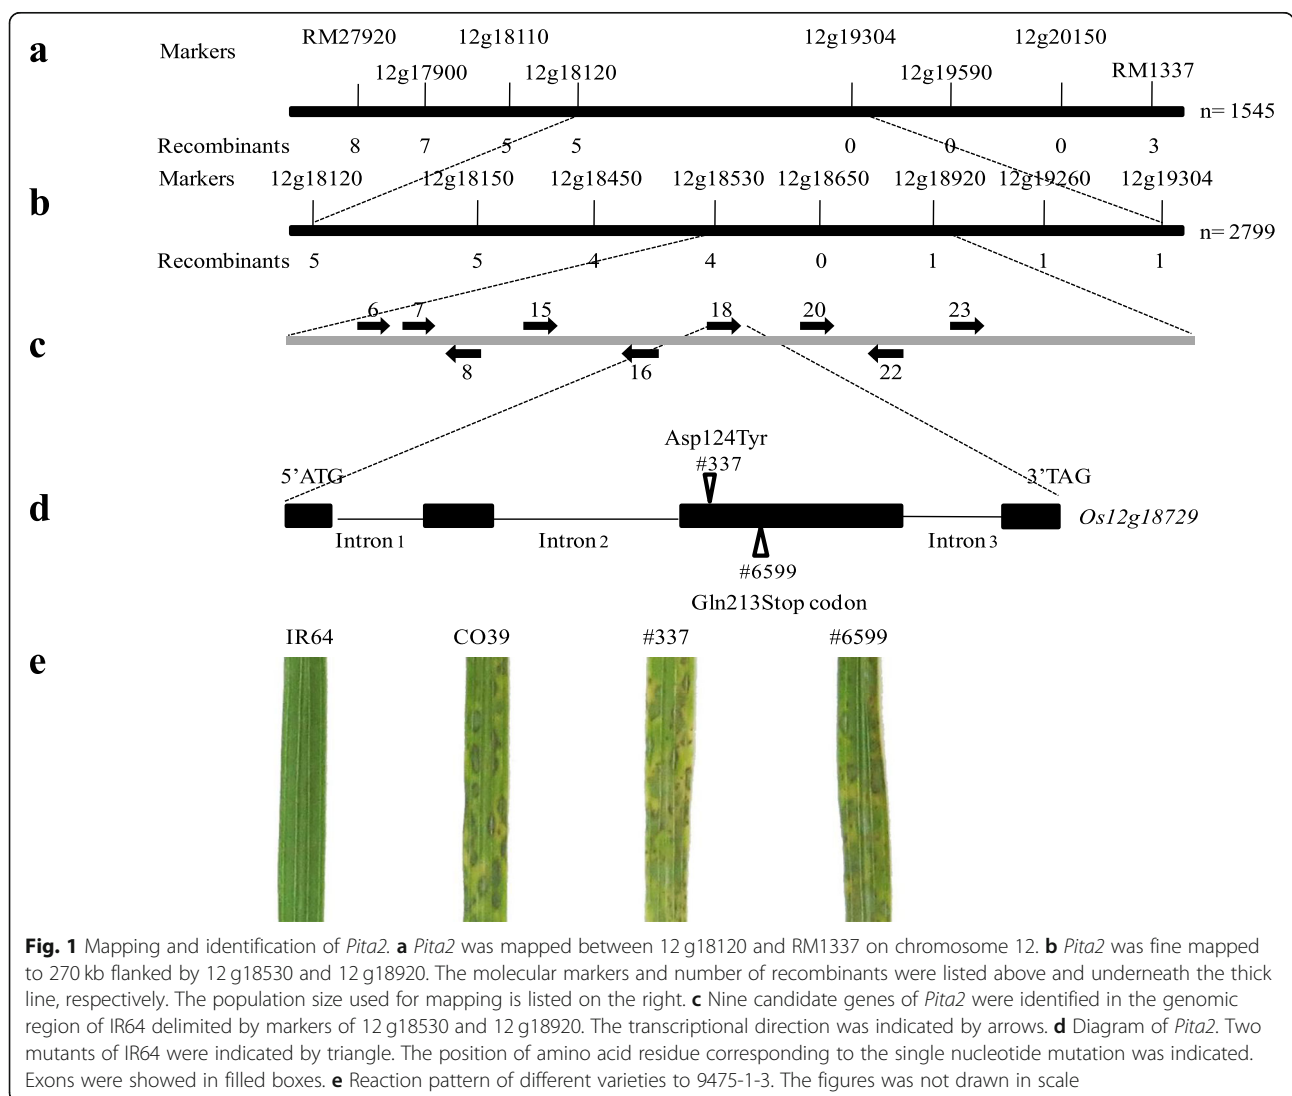 a
Markers
RM27920 12g18110 12g19304 12g20150
12g17900 12g18120 12g19590 RM1337
n= 1545
Recombinants 8 7 5 5 0 0 0 3
b
Markers 12g18120 12g18150 12g18450 12g18530 12g18650 12g18920 12g19260 12g19304
n= 2799
Recombinants 5 5 4 4 0 1 1 1
c
6 7 15 18 20 23
8 16 22
d
Asp124Tyr
#337
5’ATG 3’TAG
Os12g18729
Intron 1 Intron 2 Intron 3
#6599
Gln213Stop codon
e
IR64 CO39 #337 #6599
Fig. 1 Mapping and identification of Pita2. a Pita2 was mapped between 12 g18120 and RM1337 on chromosome 12. b Pita2 was fine mapped
to 270 kb flanked by 12 g18530 and 12 g18920. The molecular markers and number of recombinants were listed above and underneath the thick
line, respectively. The population size used for mapping is listed on the right. c Nine candidate genes of Pita2 were identified in the genomic
region of IR64 delimited by markers of 12 g18530 and 12 g18920. The transcriptional direction was indicated by arrows. d Diagram of Pita2. Two
mutants of IR64 were indicated by triangle. The position of amino acid residue corresponding to the single nucleotide mutation was indicated.
Exons were showed in filled boxes. e Reaction pattern of different varieties to 9475-1-3. The figures was not drawn in scale